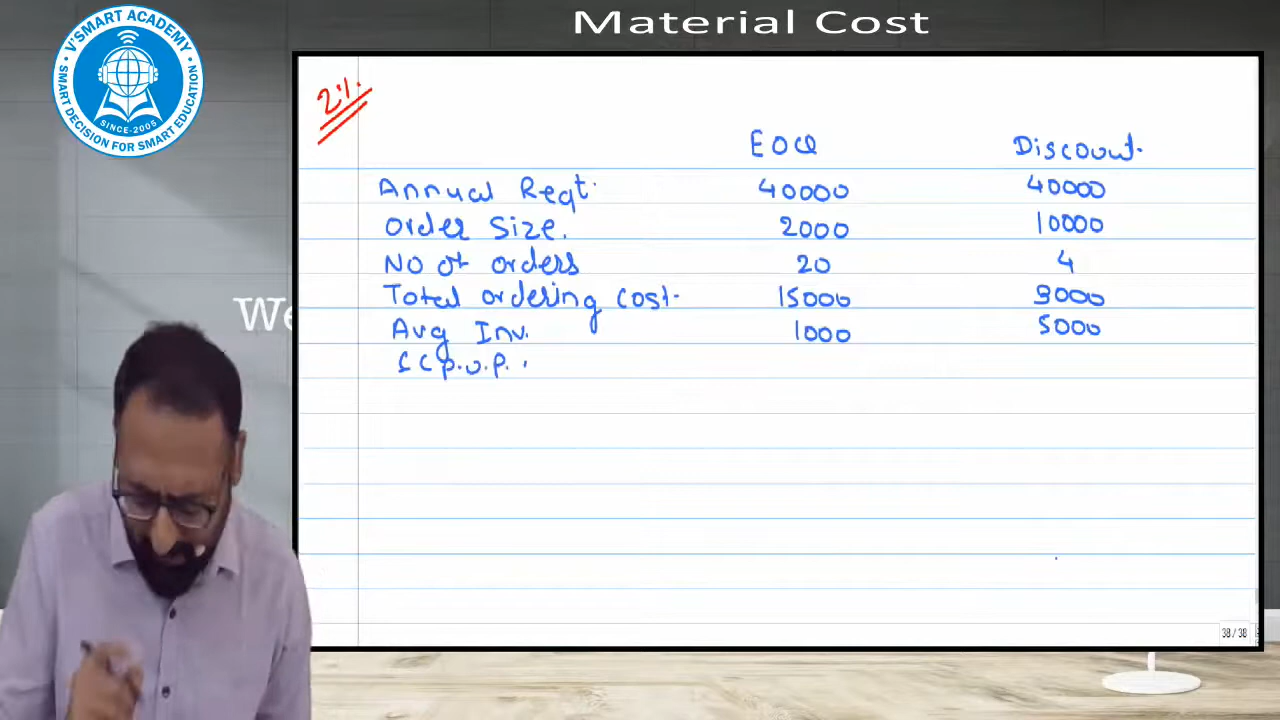 Material Cost
V'SMART ACADEMY
SMART DECISION FOR SMART EDUCATION
SINCE-2005
We
2%.
EOQ Discount.
Annual Reqt. 40000 40000
Order Size. 2000 10000
No of orders 20 4
Total ordering cost. 15000 3000
Avg Inv. 1000 5000
CC p.u.p.
38 / 38